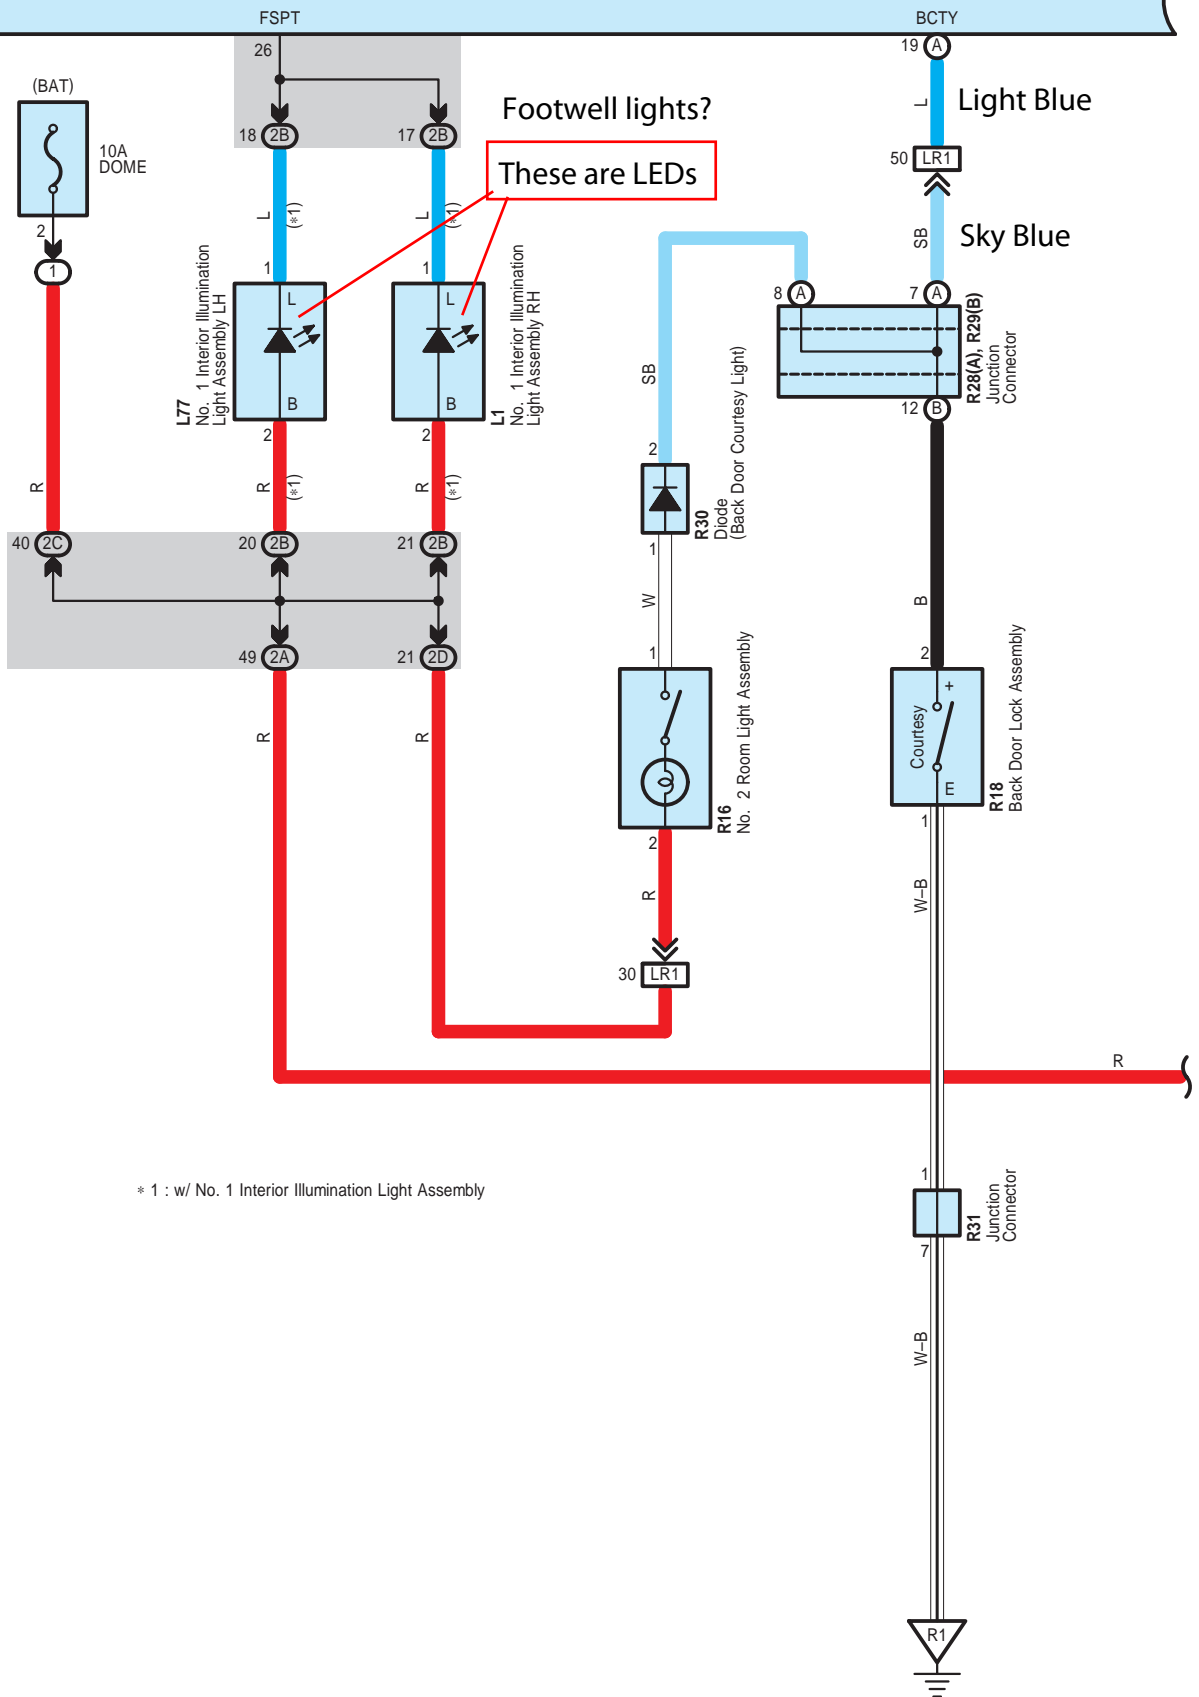 FSPT
BCTY
26
19 A
(BAT)
10A
DOME
18 2B
17 2B
Footwell lights?
These are LEDs
L
Light Blue
50 LR1
SB
Sky Blue
2
1
L
(*1)
L
(*1)
1
1
L
L
B
B
L77
No. 1 Interior Illumination
Light Assembly LH
L1
No. 1 Interior Illumination
Light Assembly RH
2
2
8 A
7 A
R28(A), R29(B)
Junction
Connector
12 B
SB
2
R30
Diode
(Back Door Courtesy Light)
1
R
R
(*1)
R
(*1)
40 2C
20 2B
21 2B
49 2A
21 2D
W
B
1
2
R16
No. 2 Room Light Assembly
Courtesy
+
E
R18
Back Door Lock Assembly
R
R
2
1
R
W-B
30 LR1
R
* 1 : w/ No. 1 Interior Illumination Light Assembly
1
R31
Junction
Connector
7
W-B
R1